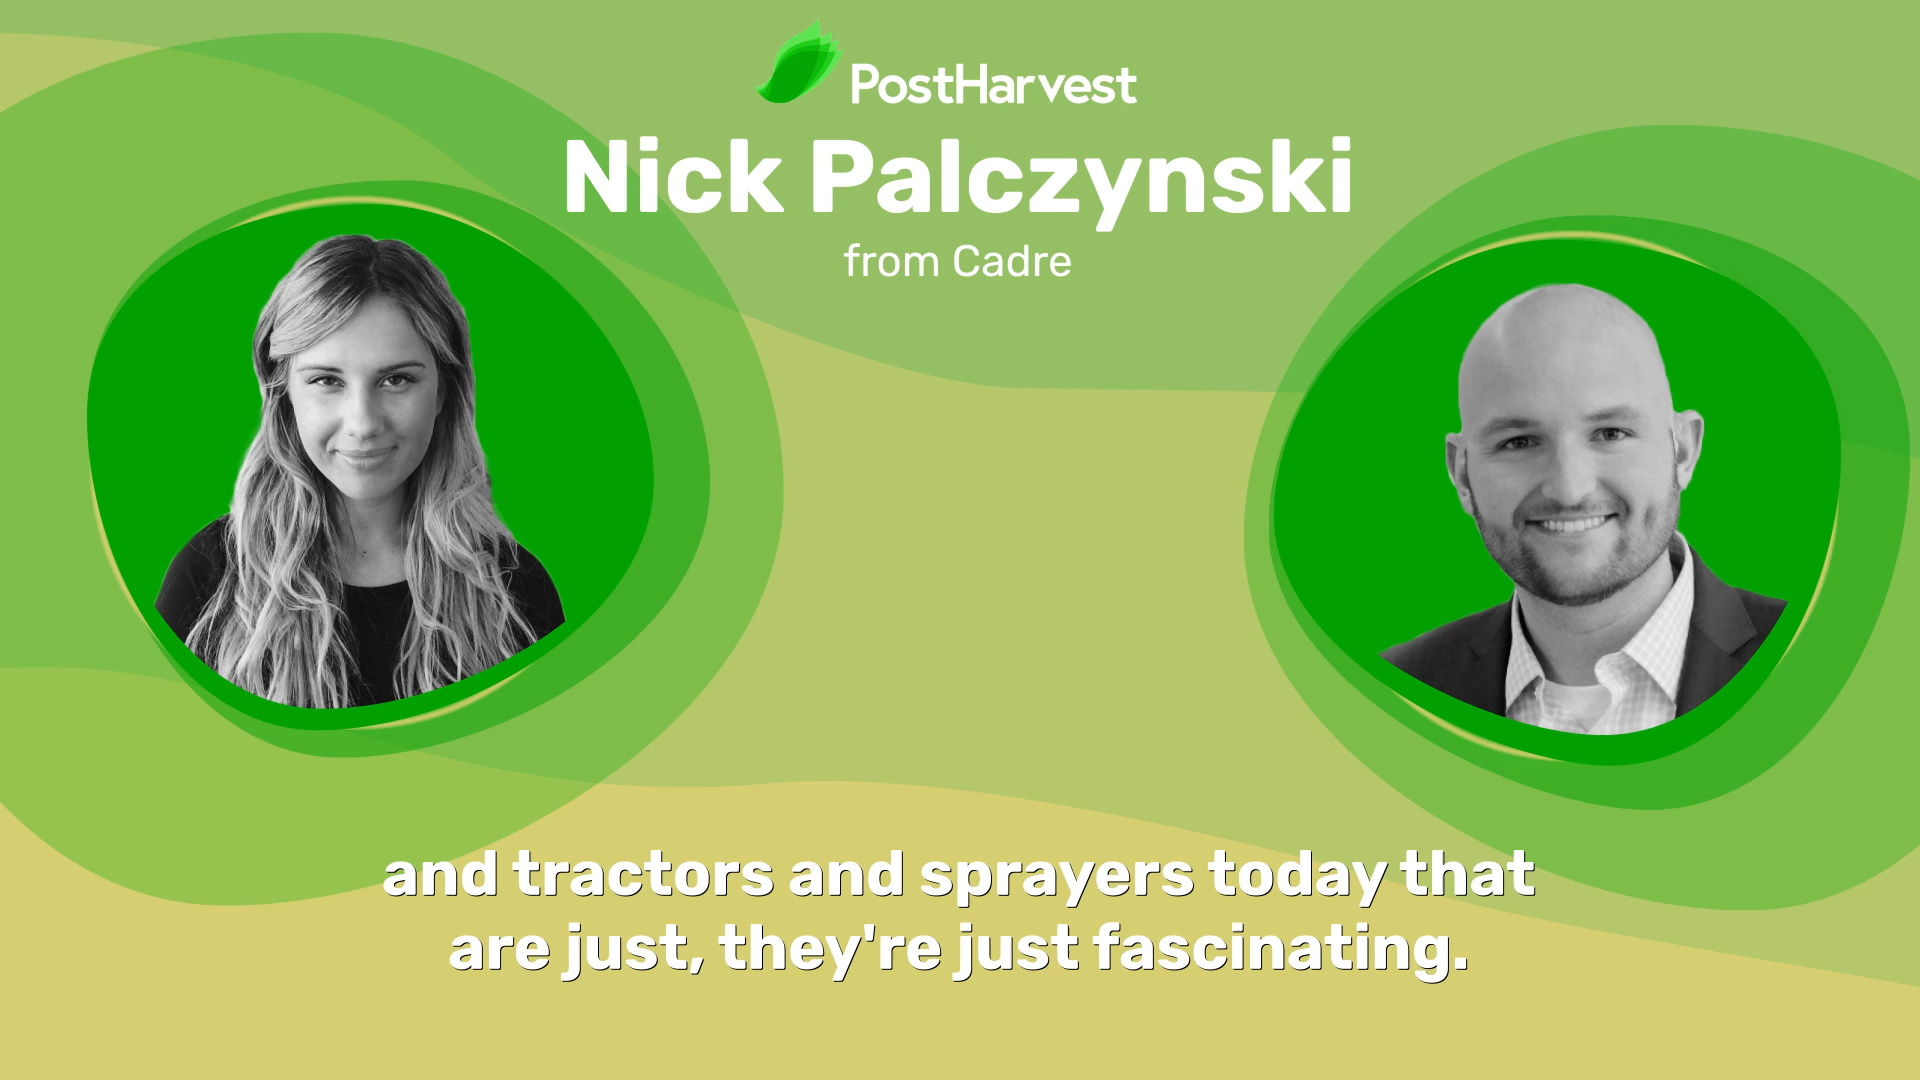 PostHarvest
Nick Palczynski
from Cadre
and tractors and sprayers today that
are just, they're just fascinating.